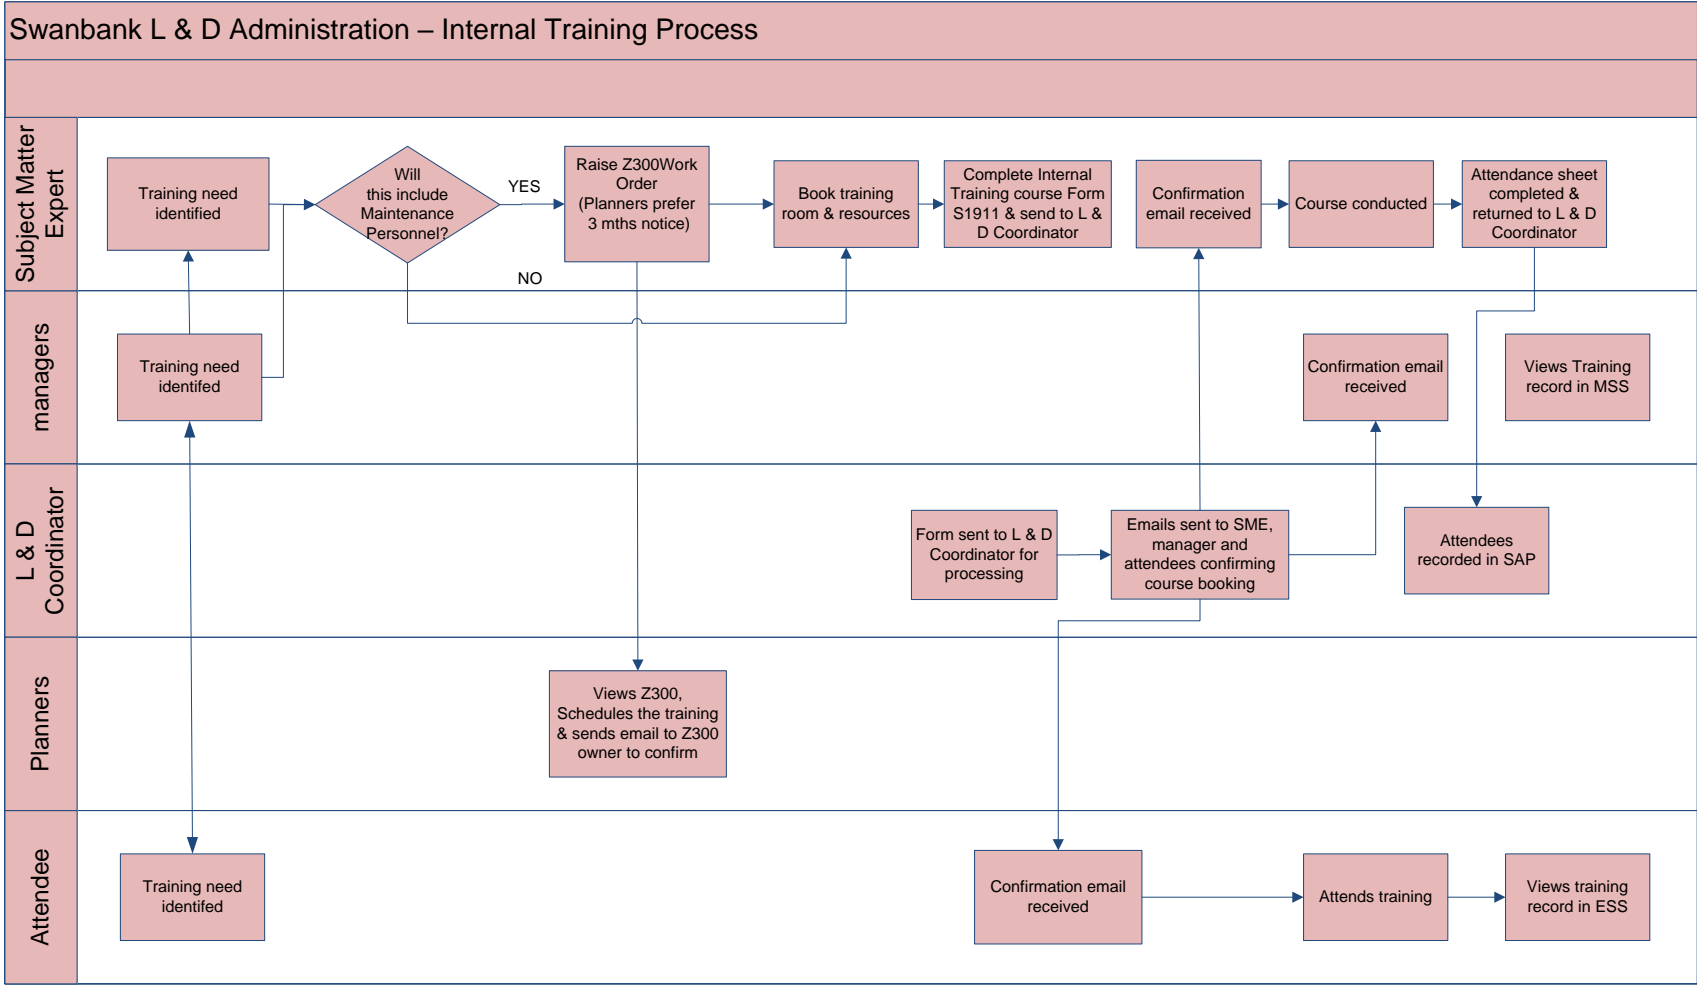 Swanbank L & D Administration – Internal Training Process
Subject Matter
Expert
Training need
identified
Will
this include
Maintenance
Personnel?
YES
NO
Raise Z300Work
Order
(Planners prefer
3 mths notice)
Book training
room & resources
Complete Internal
Training course Form
S1911 & send to L &
D Coordinator
Confirmation
email received
Course conducted
Attendance sheet
completed &
returned to L & D
Coordinator
managers
Training need
identifed
Confirmation email
received
Views Training
record in MSS
L & D
Coordinator
Form sent to L & D
Coordinator for
processing
Emails sent to SME,
manager and
attendees confirming
course booking
Attendees
recorded in SAP
Planners
Views Z300,
Schedules the training
& sends email to Z300
owner to confirm
Attendee
Training need
identifed
Confirmation email
received
Attends training
Views training
record in ESS